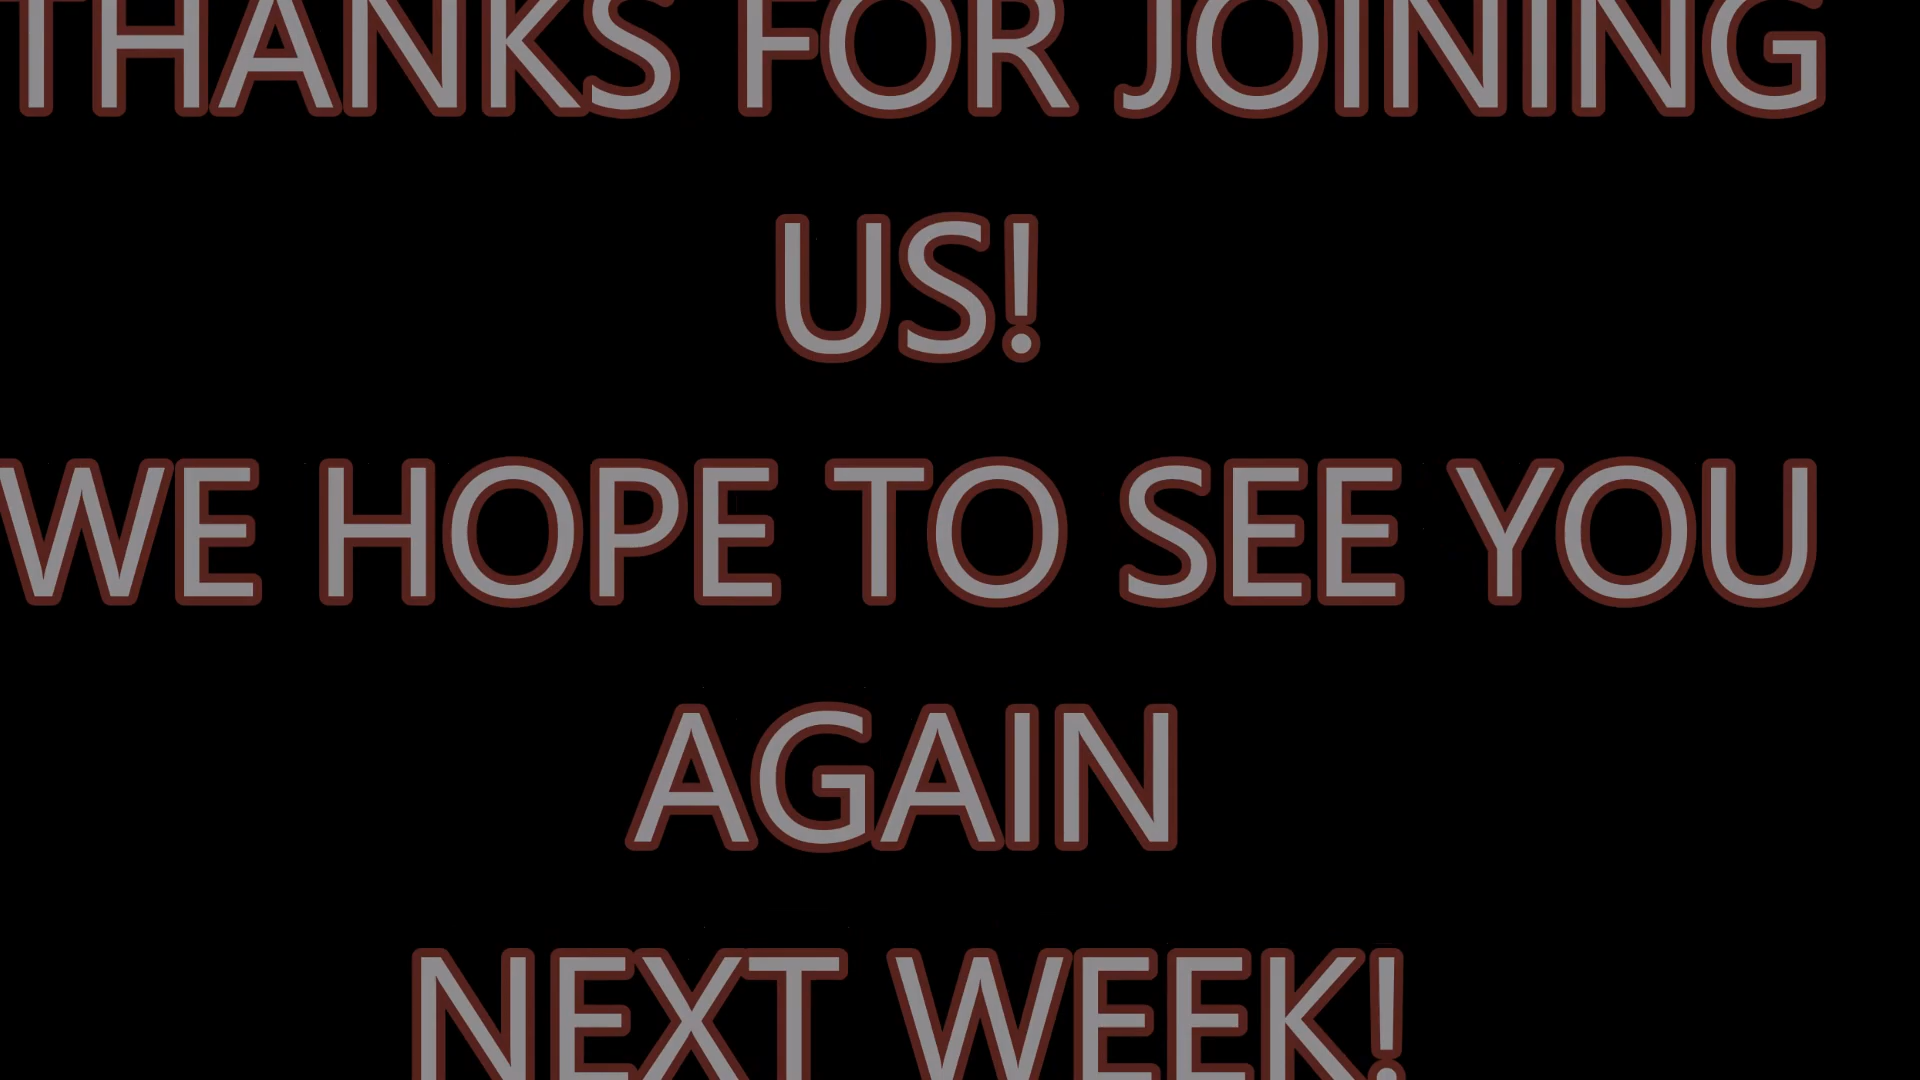 THANKS FOR JOINING
US!
WE HOPE TO SEE YOU
AGAIN
NEXT WEEK!